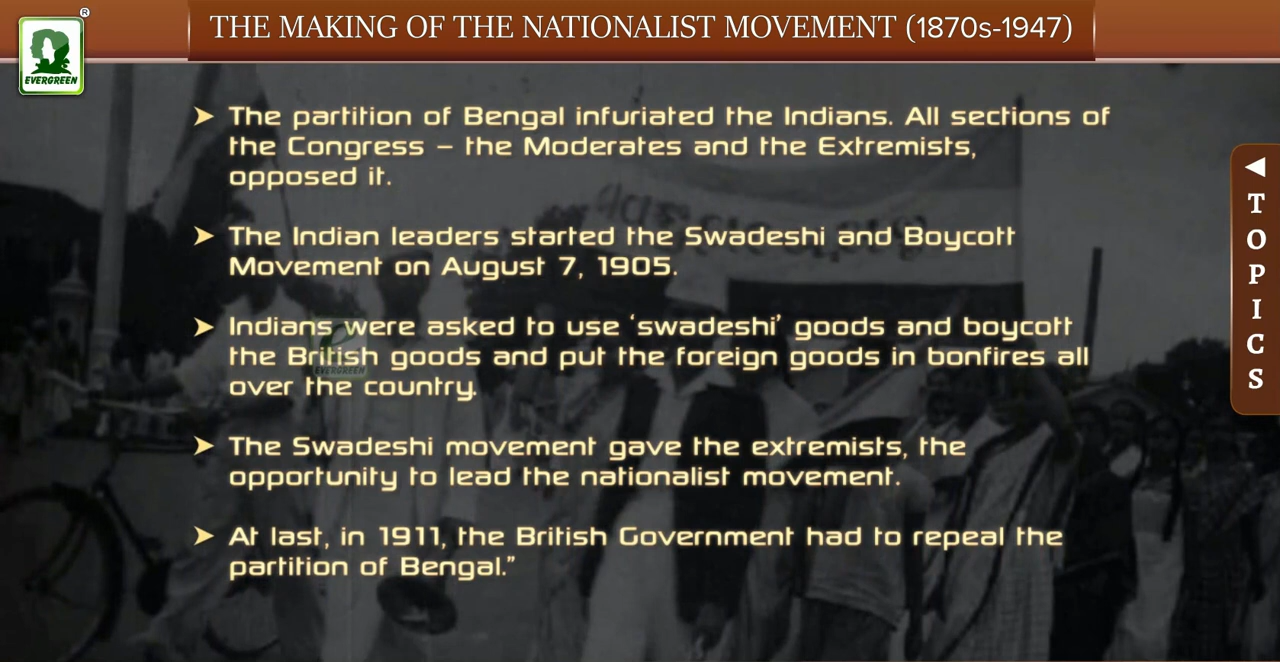 THE MAKING OF THE NATIONALIST MOVEMENT (1870s-1947)
®
EVERGREEN
➤ The partition of Bengal infuriated the Indians. All sections of
the Congress – the Moderates and the Extremists,
opposed it.
➤ The Indian leaders started the Swadeshi and Boycott
Movement on August 7, 1905.
➤ Indians were asked to use ‘swadeshi’ goods and boycott
the British goods and put the foreign goods in bonfires all
over the country.
➤ The Swadeshi movement gave the extremists, the
opportunity to lead the nationalist movement.
➤ At last, in 1911, the British Government had to repeal the
partition of Bengal.”
EVERGREEN
◀ TOPICS